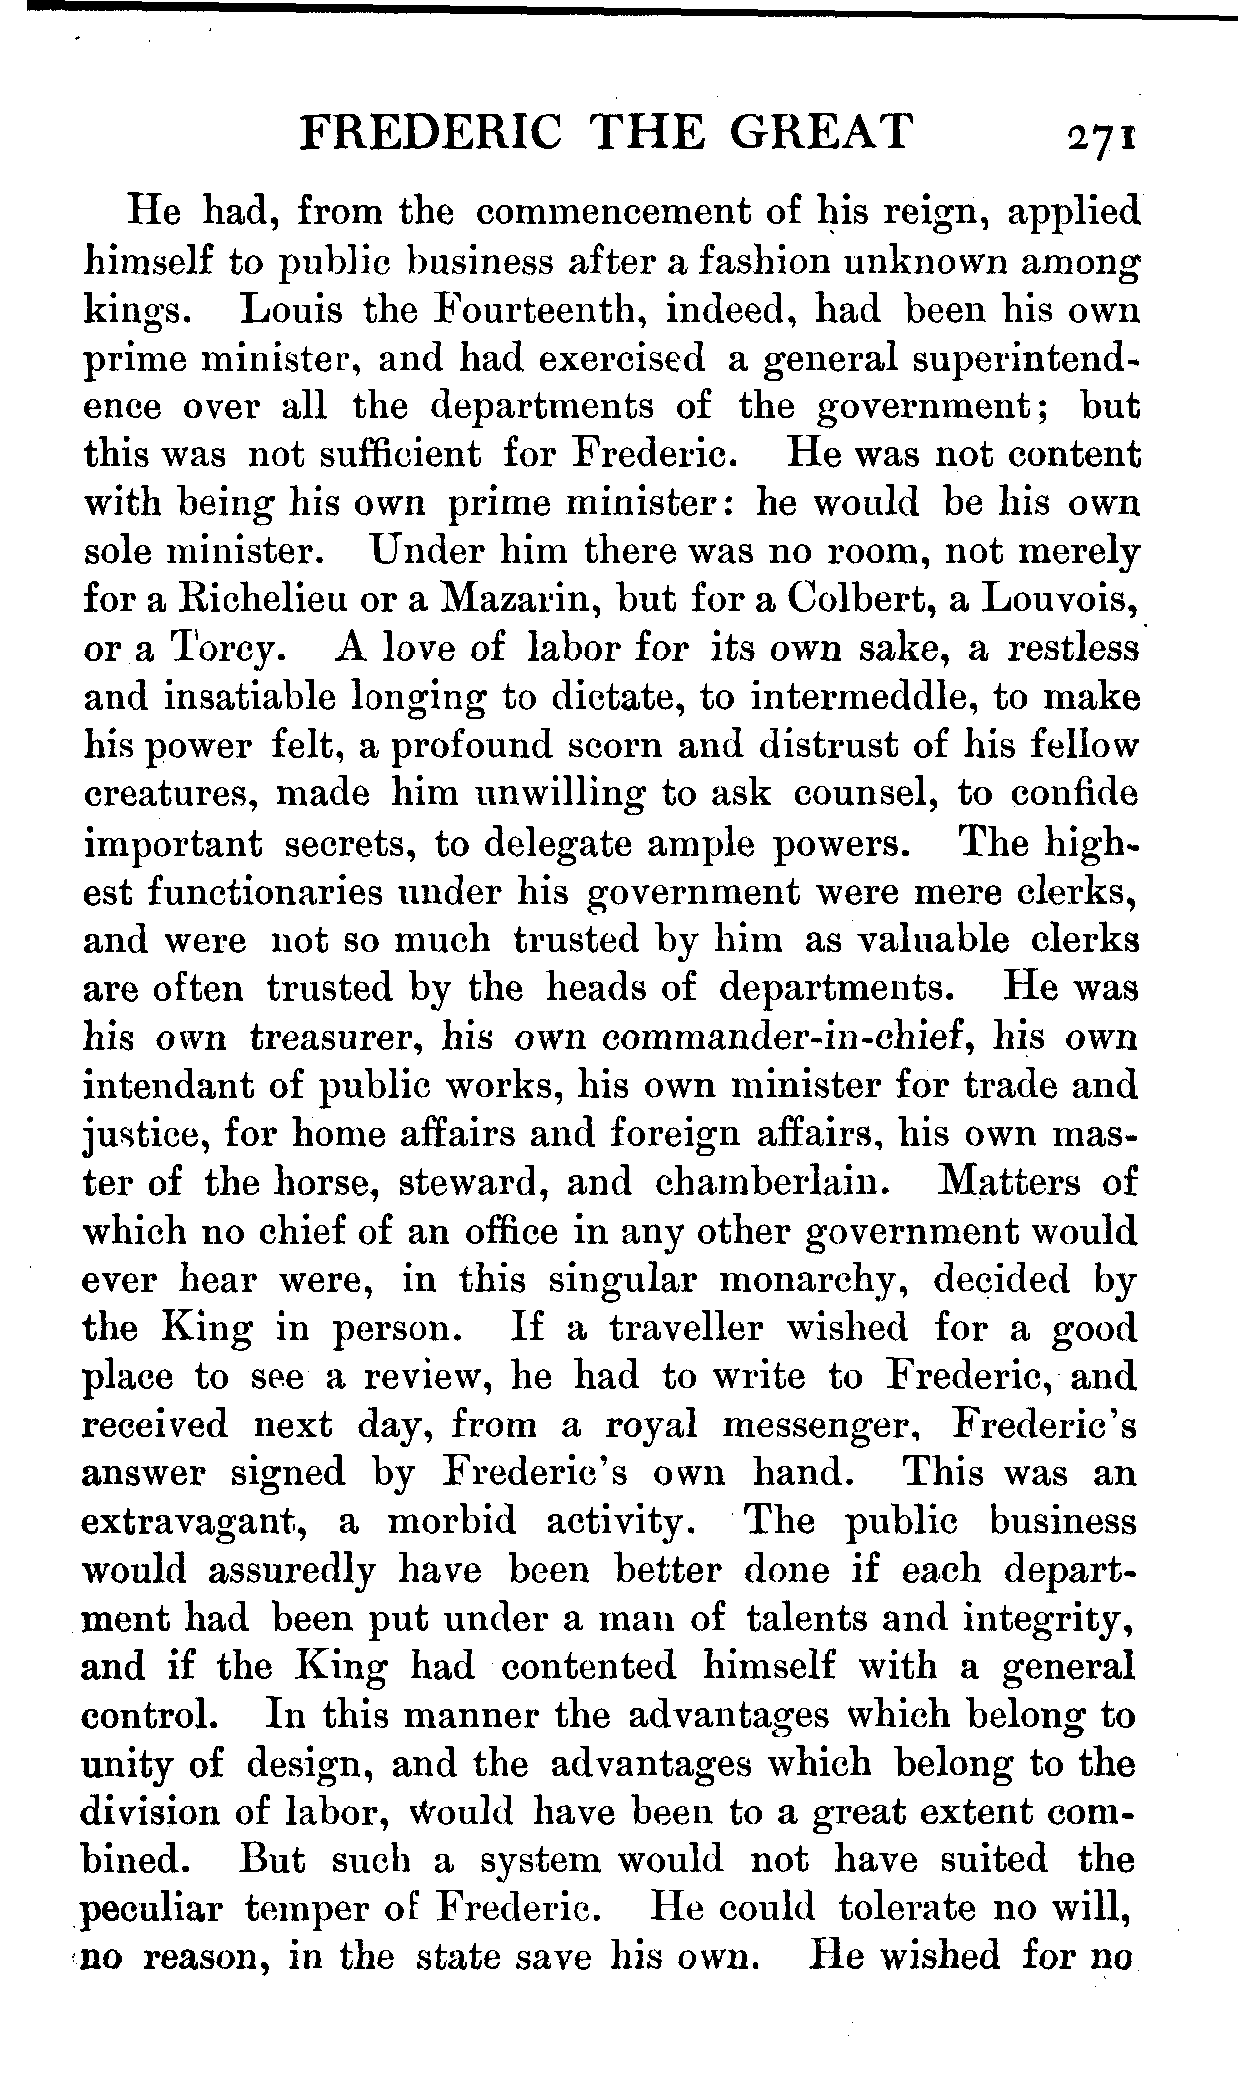 FREDERIC THE GREAT 271
He had, from the commencement of his reign, applied
himself to public business after a fashion unknown among
kings. Louis the Fourteenth, indeed, had been his own
prime minister, and had exercised a general superintend-
ence over all the departments of the government; but
this was not sufficient for Frederic. He was not content
with being his own prime minister: he would be his own
sole minister. Under him there was no room, not merely
for a Richelieu or a Mazarin, but for a Colbert, a Louvois,
or a Torcy. A love of labor for its own sake, a restless
and insatiable longing to dictate, to intermeddle, to make
his power felt, a profound scorn and distrust of his fellow
creatures, made him unwilling to ask counsel, to confide
important secrets, to delegate ample powers. The high-
est functionaries under his government were mere clerks,
and were not so much trusted by him as valuable clerks
are often trusted by the heads of departments. He was
his own treasurer, his own commander-in-chief, his own
intendant of public works, his own minister for trade and
justice, for home affairs and foreign affairs, his own mas-
ter of the horse, steward, and chamberlain. Matters of
which no chief of an office in any other government would
ever hear were, in this singular monarchy, decided by
the King in person. If a traveller wished for a good
place to see a review, he had to write to Frederic, and
received next day, from a royal messenger, Frederic's
answer signed by Frederic's own hand. This was an
extravagant, a morbid activity. The public business
would assuredly have been better done if each depart-
ment had been put under a man of talents and integrity,
and if the King had contented himself with a general
control. In this manner the advantages which belong to
unity of design, and the advantages which belong to the
division of labor, would have been to a great extent com-
bined. But such a system would not have suited the
peculiar temper of Frederic. He could tolerate no will,
no reason, in the state save his own. He wished for no